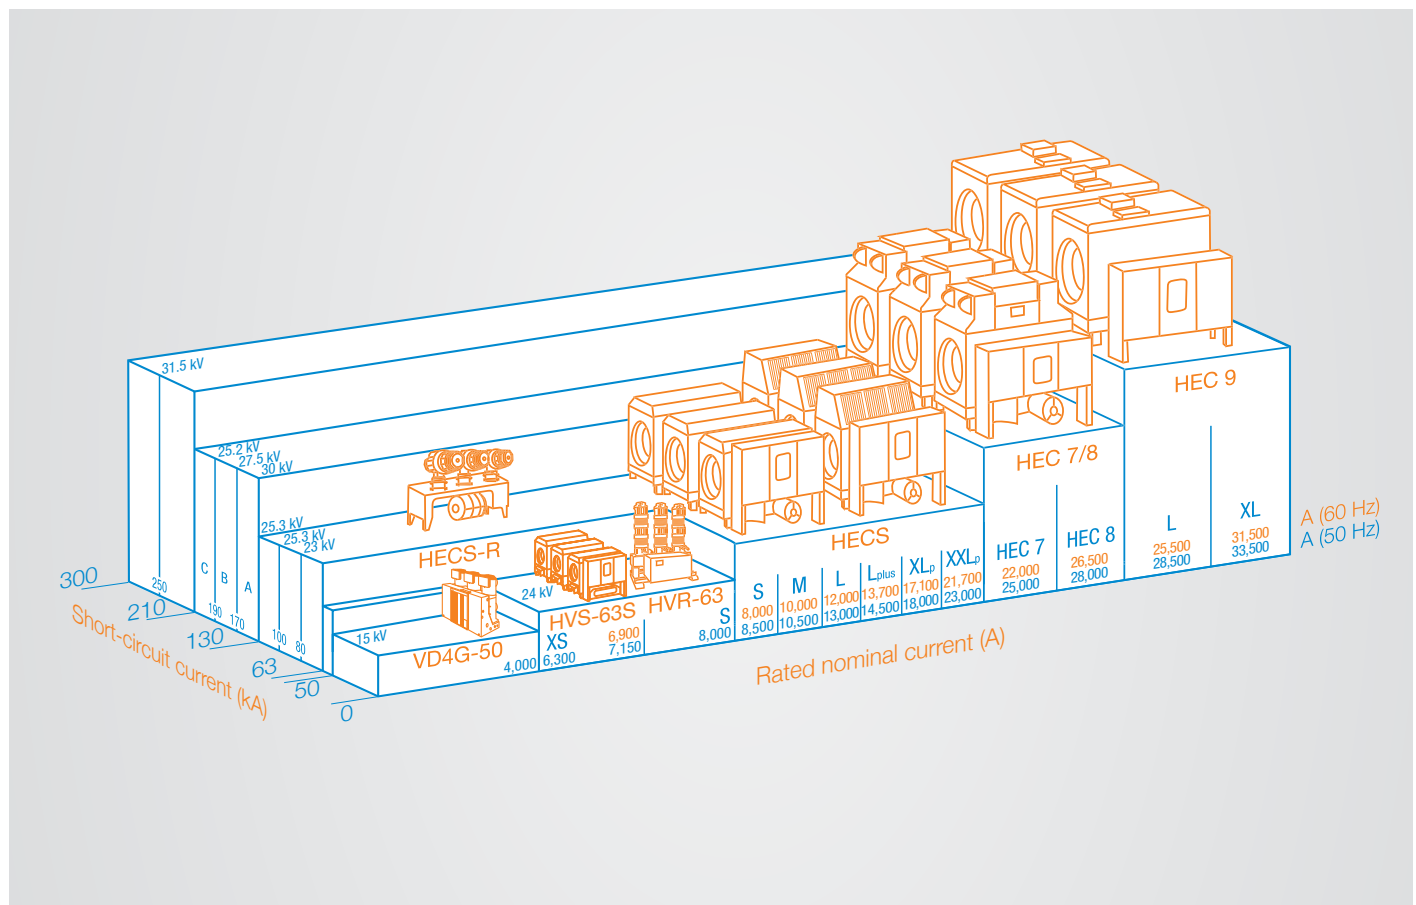 31.5 kV
25.2 kV
27.5 kV
30 kV
25.3 kV
25.3 kV
23 kV
24 kV
15 kV
C
B
A
300
250
210
190
170
130
100
80
63
50
0
Short-circuit current (kA)
HECS-R
VD4G-50
4,000
HVS-63S
HVR-63
XS
6,900
6,300
7,150
S
8,000
HECS
S
8,000
8,500
M
10,000
10,500
L
12,000
13,000
Lplus
13,700
14,500
XLp
17,100
18,000
XXLp
21,700
23,000
HEC 7/8
HEC 7
22,000
25,000
HEC 8
26,500
28,000
HEC 9
L
25,500
28,500
XL
31,500
33,500
A (60 Hz)
A (50 Hz)
Rated nominal current (A)